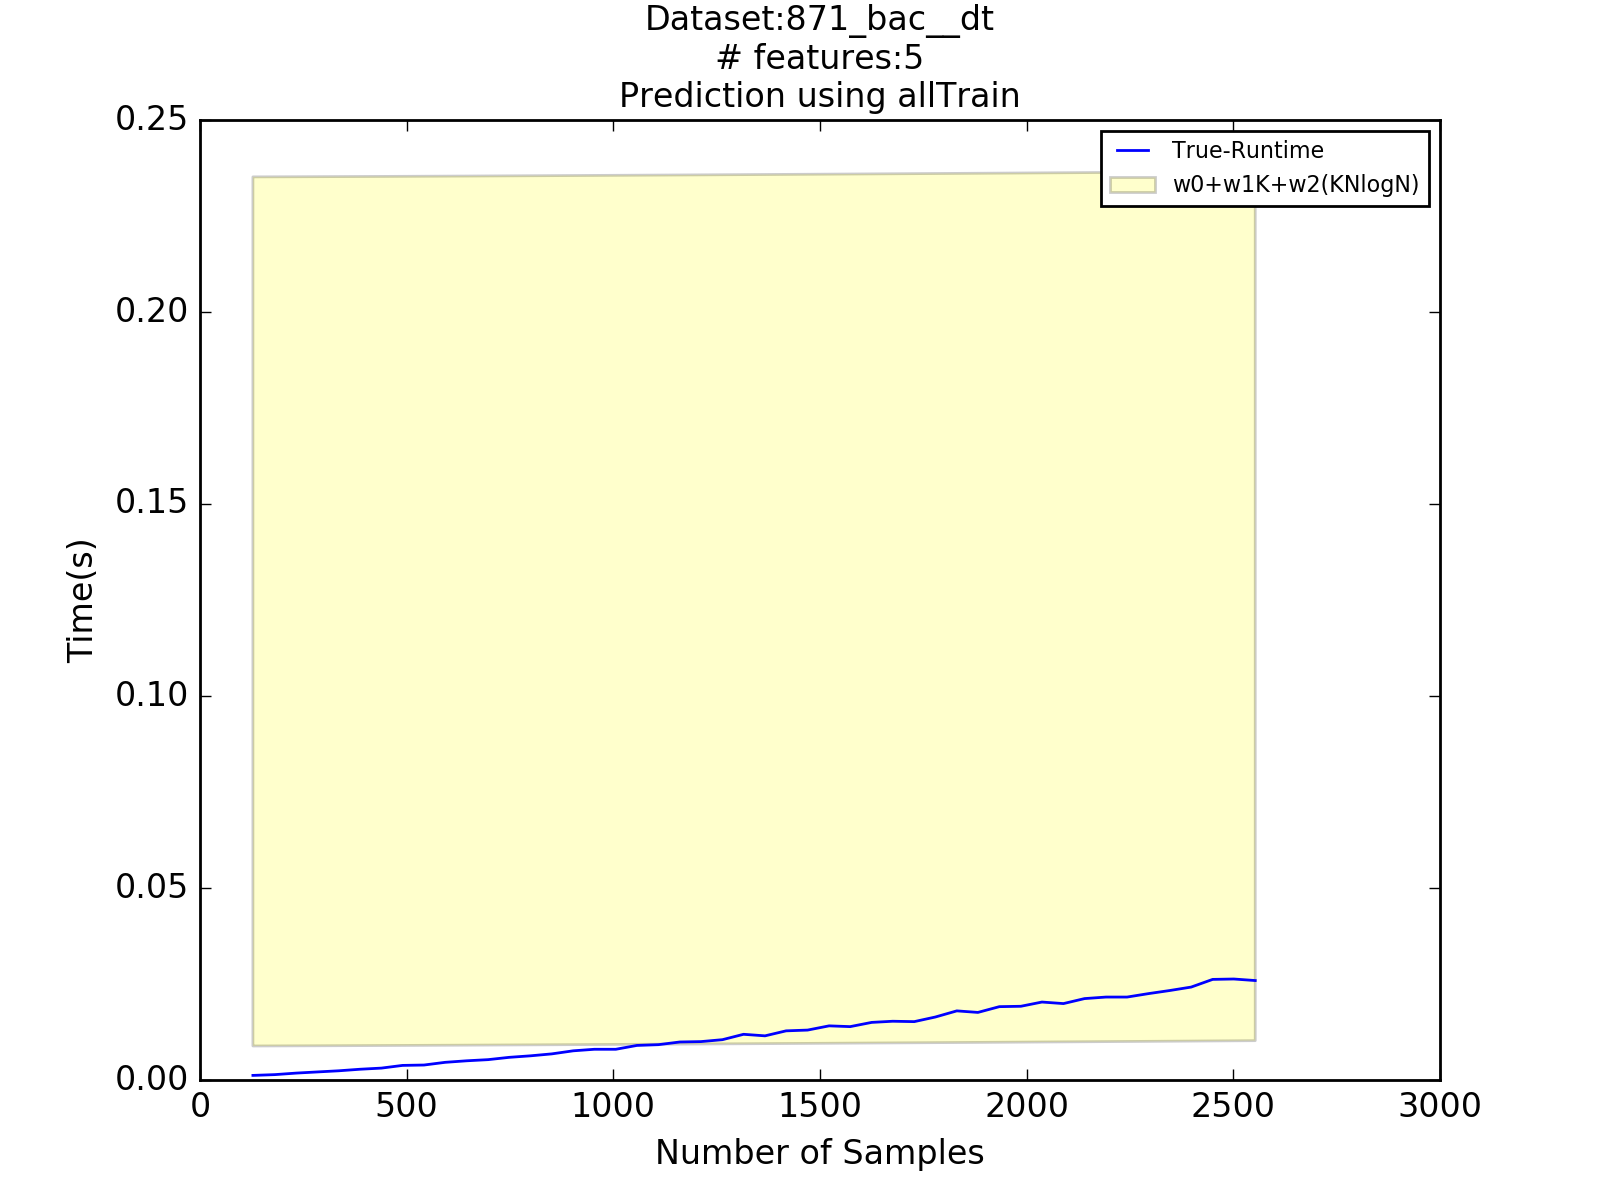 Dataset:871_bac__dt
# features:5
Prediction using allTrain
True-Runtime
w0+w1K+w2(KNlogN)
0.25
0.20
0.15
0.10
0.05
0.00
Time(s)
0 500 1000 1500 2000 2500 3000
Number of Samples